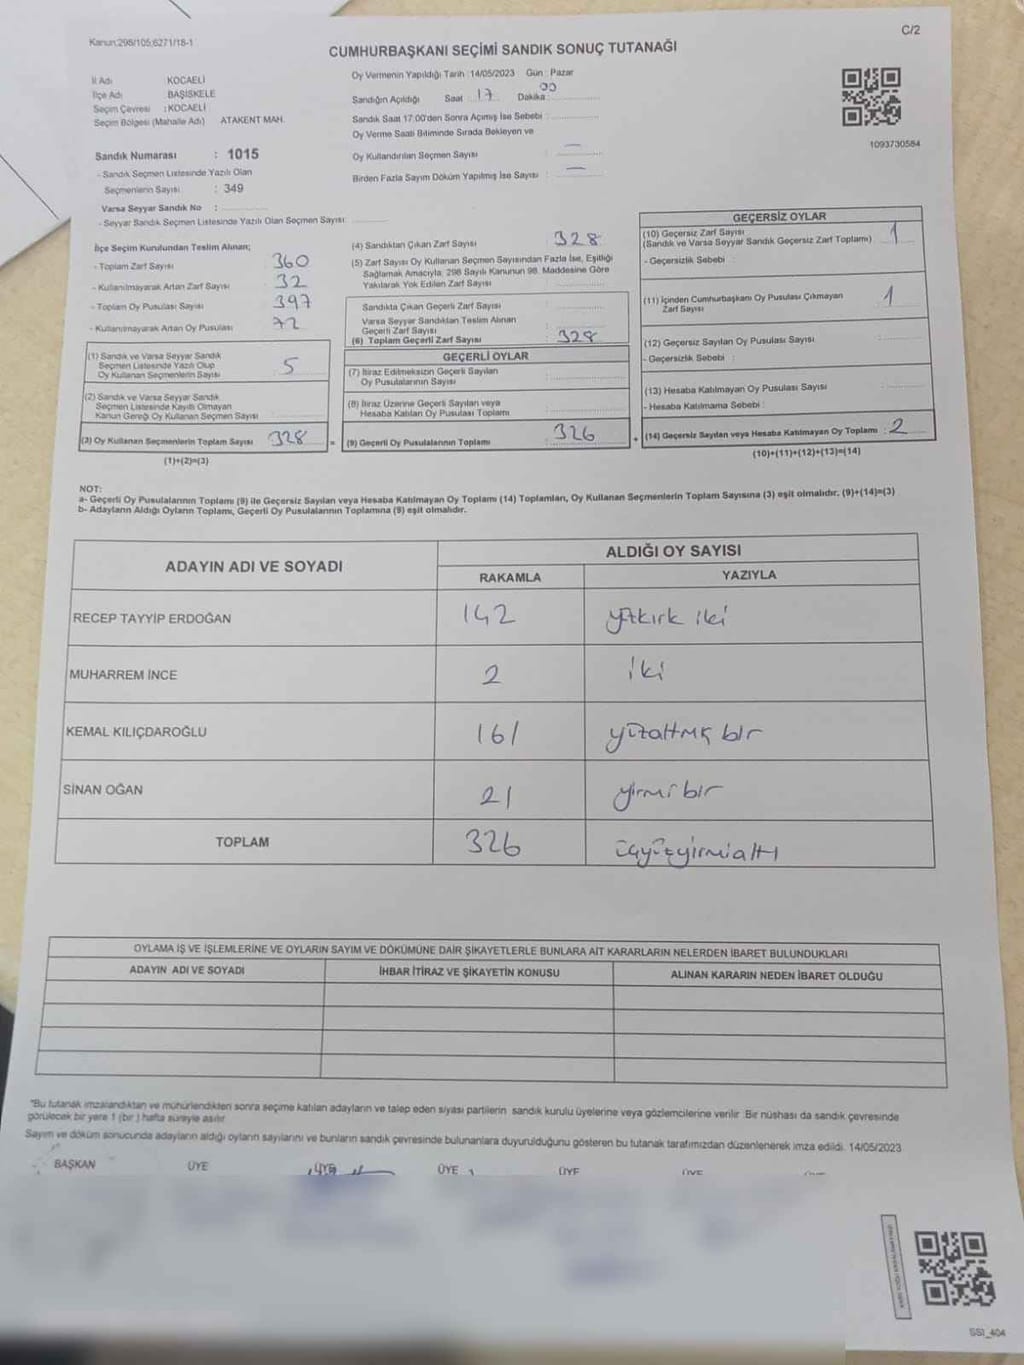 Kanun:298/105;6271/18-1
C/2
CUMHURBAŞKANI SEÇİMİ SANDIK SONUÇ TUTANAĞI
İl Adı : KOCAELİ
İlçe Adı : BAŞİSKELE
Seçim Çevresi : KOCAELİ
Seçim Bölgesi (Mahalle Adı) ATAKENT MAH.
Oy Vermenin Yapıldığı Tarih :14/05/2023 Gün : Pazar
Sandığın Açıldığı Saat : 17 Dakika : 00
Sandık Saat 17:00'den Sonra Açılmış İse Sebebi :
Oy Verme Saati Bitiminde Sırada Bekleyen ve
Oy Kullandırılan Seçmen Sayısı : —
Birden Fazla Sayım Döküm Yapılmış İse Sayısı : —
1093730584
Sandık Numarası : 1015
- Sandık Seçmen Listesinde Yazılı Olan
Seçmenlerin Sayısı : 349
Varsa Seyyar Sandık No :
- Seyyar Sandık Seçmen Listesinde Yazılı Olan Seçmen Sayısı:
İlçe Seçim Kurulundan Teslim Alınan;
- Toplam Zarf Sayısı 360
- Kullanılmayarak Artan Zarf Sayısı 32
- Toplam Oy Pusulası Sayısı 397
- Kullanılmayarak Artan Oy Pusulası 72
(1) Sandık ve Varsa Seyyar Sandık
Seçmen Listesinde Yazılı Olup
Oy Kullanan Seçmenlerin Sayısı 5
(2) Sandık ve Varsa Seyyar Sandık
Seçmen Listesinde Kayıtlı Olmayan
Kanun Gereği Oy Kullanan Seçmen Sayısı
(3) Oy Kullanan Seçmenlerin Toplam Sayısı 328 =
(1)+(2)=(3)
(4) Sandıktan Çıkan Zarf Sayısı 328
(5) Zarf Sayısı Oy Kullanan Seçmen Sayısından Fazla İse, Eşitliği
Sağlamak Amacıyla, 298 Sayılı Kanunun 98. Maddesine Göre
Yakılarak Yok Edilen Zarf Sayısı
Sandıkta Çıkan Geçerli Zarf Sayısı
Varsa Seyyar Sandıktan Teslim Alınan
Geçerli Zarf Sayısı
(6) Toplam Geçerli Zarf Sayısı : 328
GEÇERLİ OYLAR
(7) İtiraz Edilmeksizin Geçerli Sayılan
Oy Pusulalarının Sayısı
(8) İtiraz Üzerine Geçerli Sayılan veya
Hesaba Katılan Oy Pusulası Toplamı
(9) Geçerli Oy Pusulalarının Toplamı 326 +
GEÇERSİZ OYLAR
(10) Geçersiz Zarf Sayısı
(Sandık ve Varsa Seyyar Sandık Geçersiz Zarf Toplamı) 1
- Geçersizlik Sebebi :
(11) İçinden Cumhurbaşkanı Oy Pusulası Çıkmayan
Zarf Sayısı 1
(12) Geçersiz Sayılan Oy Pusulası Sayısı :
- Geçersizlik Sebebi :
(13) Hesaba Katılmayan Oy Pusulası Sayısı
- Hesaba Katılmama Sebebi :
(14) Geçersiz Sayılan veya Hesaba Katılmayan Oy Toplamı : 2
(10)+(11)+(12)+(13)=(14)
NOT:
a- Geçerli Oy Pusulalarının Toplamı (9) ile Geçersiz Sayılan veya Hesaba Katılmayan Oy Toplamı (14) Toplamları, Oy Kullanan Seçmenlerin Toplam Sayısına (3) eşit olmalıdır. (9)+(14)=(3)
b- Adayların Aldığı Oyların Toplamı, Geçerli Oy Pusulalarının Toplamına (9) eşit olmalıdır.
ADAYIN ADI VE SOYADI
ALDIĞI OY SAYISI
RAKAMLA YAZIYLA
RECEP TAYYİP ERDOĞAN 142 yüzkırk iki
MUHARREM İNCE 2 iki
KEMAL KILIÇDAROĞLU 161 yüzaltmış bir
SİNAN OĞAN 21 yirmi bir
TOPLAM 326 üçyüzyirmialtı
OYLAMA İŞ VE İŞLEMLERİNE VE OYLARIN SAYIM VE DÖKÜMÜNE DAİR ŞİKAYETLERLE BUNLARA AİT KARARLARIN NELERDEN İBARET BULUNDUKLARI
ADAYIN ADI VE SOYADI İHBAR İTİRAZ VE ŞİKAYETİN KONUSU ALINAN KARARIN NEDEN İBARET OLDUĞU
"Bu tutanak imzalandıktan ve mühürlendikten sonra seçime katılan adayların ve talep eden siyasi partilerin sandık kurulu üyelerine veya gözlemcilerine verilir. Bir nüshası da sandık çevresinde
görülecek bir yere 1 (bir) hafta süreyle asılır.
Sayım ve döküm sonucunda adayların aldığı oyların sayılarını ve bunların sandık çevresinde bulunanlara duyurulduğunu gösteren bu tutanak tarafımızdan düzenlenerek imza edildi. 14/05/2023
BAŞKAN ÜYE ÜYE ÜYE ÜYE ÜYE
SSI_404